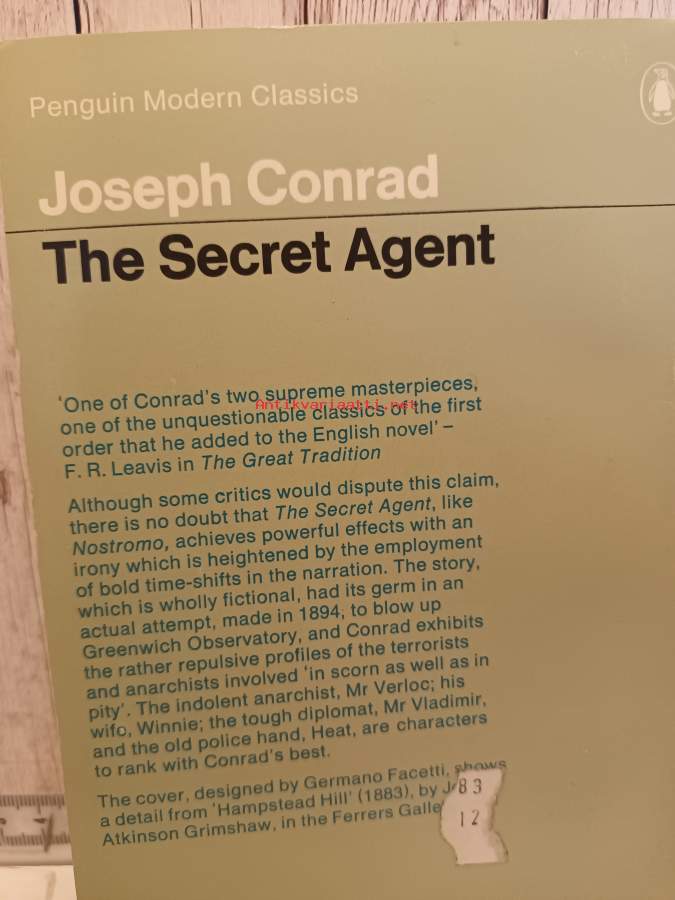 Penguin Modern Classics
Joseph Conrad
The Secret Agent
'One of Conrad's two supreme masterpieces,
one of the unquestionable classics of the first
order that he added to the English novel' –
F. R. Leavis in The Great Tradition
Antikvariaatti.net
Although some critics would dispute this claim,
there is no doubt that The Secret Agent, like
Nostromo, achieves powerful effects with an
irony which is heightened by the employment
of bold time-shifts in the narration. The story,
which is wholly fictional, had its germ in an
actual attempt, made in 1894, to blow up
Greenwich Observatory, and Conrad exhibits
the rather repulsive profiles of the terrorists
and anarchists involved 'in scorn as well as in
pity'. The indolent anarchist, Mr Verloc; his
wife, Winnie; the tough diplomat, Mr Vladimir,
and the old police hand, Heat, are characters
to rank with Conrad's best.
The cover, designed by Germano Facetti, shows
a detail from 'Hampstead Hill' (1883), by J
Atkinson Grimshaw, in the Ferrers Galle
83
12